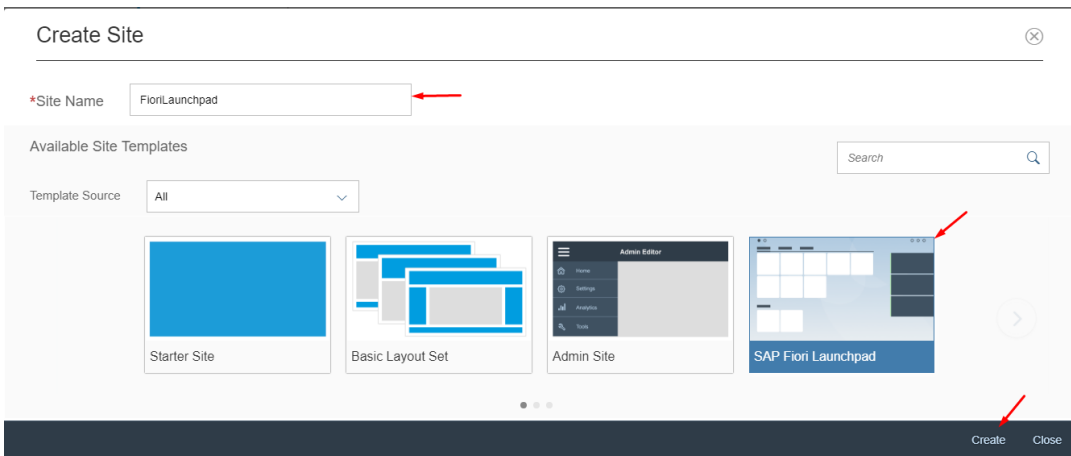 Create Site
*Site Name
FioriLaunchpad
Available Site Templates
Search
Template Source
All
Starter Site
Basic Layout Set
Admin Editor
Home
Settings
Analytics
Tools
Admin Site
SAP Fiori Launchpad
Create
Close